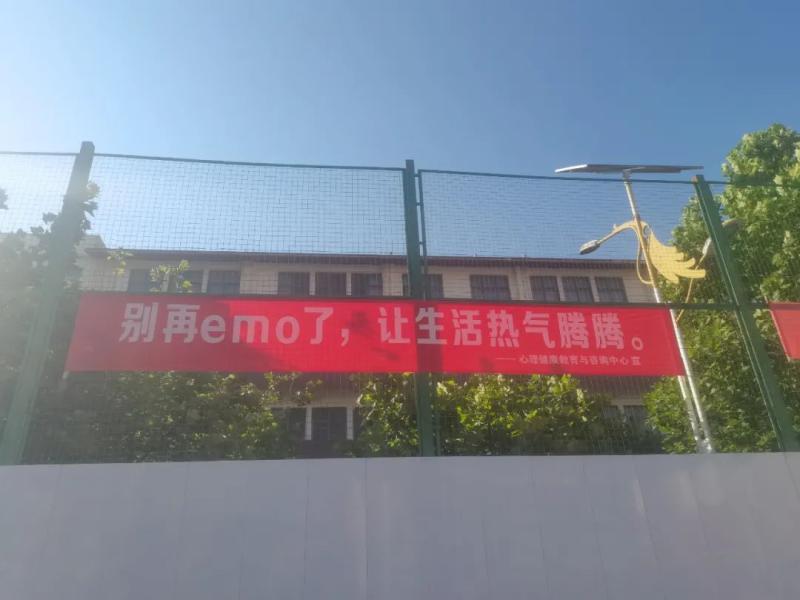 别再emo了，让生活热气腾腾。
——心理健康教育与咨询中心 宣